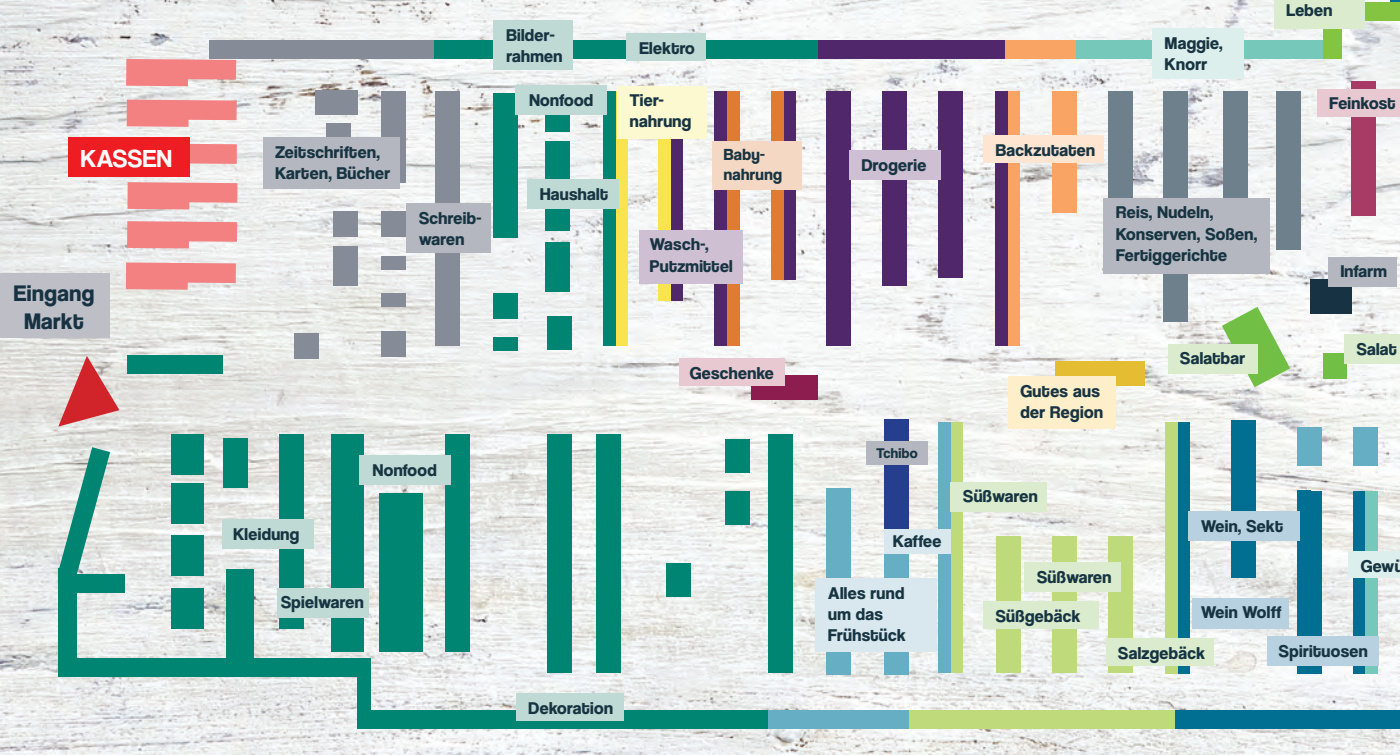 Leben
Bilder-
rahmen
Elektro
Maggie,
Knorr
Nonfood
Tier-
nahrung
Feinkost
KASSEN
Zeitschriften,
Karten, Bücher
Baby-
nahrung
Drogerie
Backzutaten
Haushalt
Schreib-
waren
Reis, Nudeln,
Konserven, Soßen,
Fertiggerichte
Wasch-,
Putzmittel
Infarm
Eingang
Markt
Salatbar
Salat
Geschenke
Gutes aus
der Region
Tchibo
Nonfood
Süßwaren
Wein, Sekt
Kleidung
Kaffee
Gewü
Süßwaren
Alles rund
um das
Frühstück
Spielwaren
Süßgebäck
Wein Wolff
Salzgebäck
Spirituosen
Dekoration